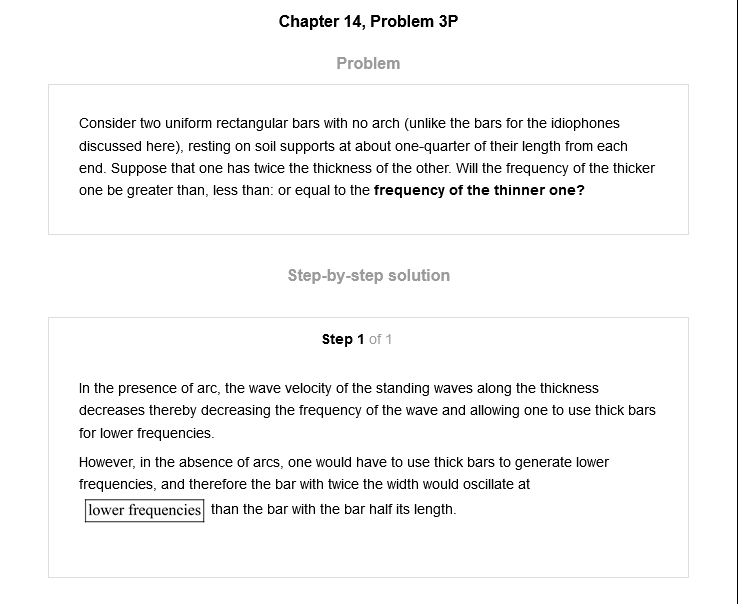 Chapter 14, Problem 3P
Problem
Consider two uniform rectangular bars with no arch (unlike the bars for the idiophones
discussed here), resting on soil supports at about one-quarter of their length from each
end. Suppose that one has twice the thickness of the other. Will the frequency of the thicker
one be greater than, less than: or equal to the frequency of the thinner one?
Step-by-step solution
Step 1 of 1
In the presence of arc, the wave velocity of the standing waves along the thickness
decreases thereby decreasing the frequency of the wave and allowing one to use thick bars
for lower frequencies.
However, in the absence of arcs, one would have to use thick bars to generate lower
frequencies, and therefore the bar with twice the width would oscillate at
lower frequencies than the bar with the bar half its length.